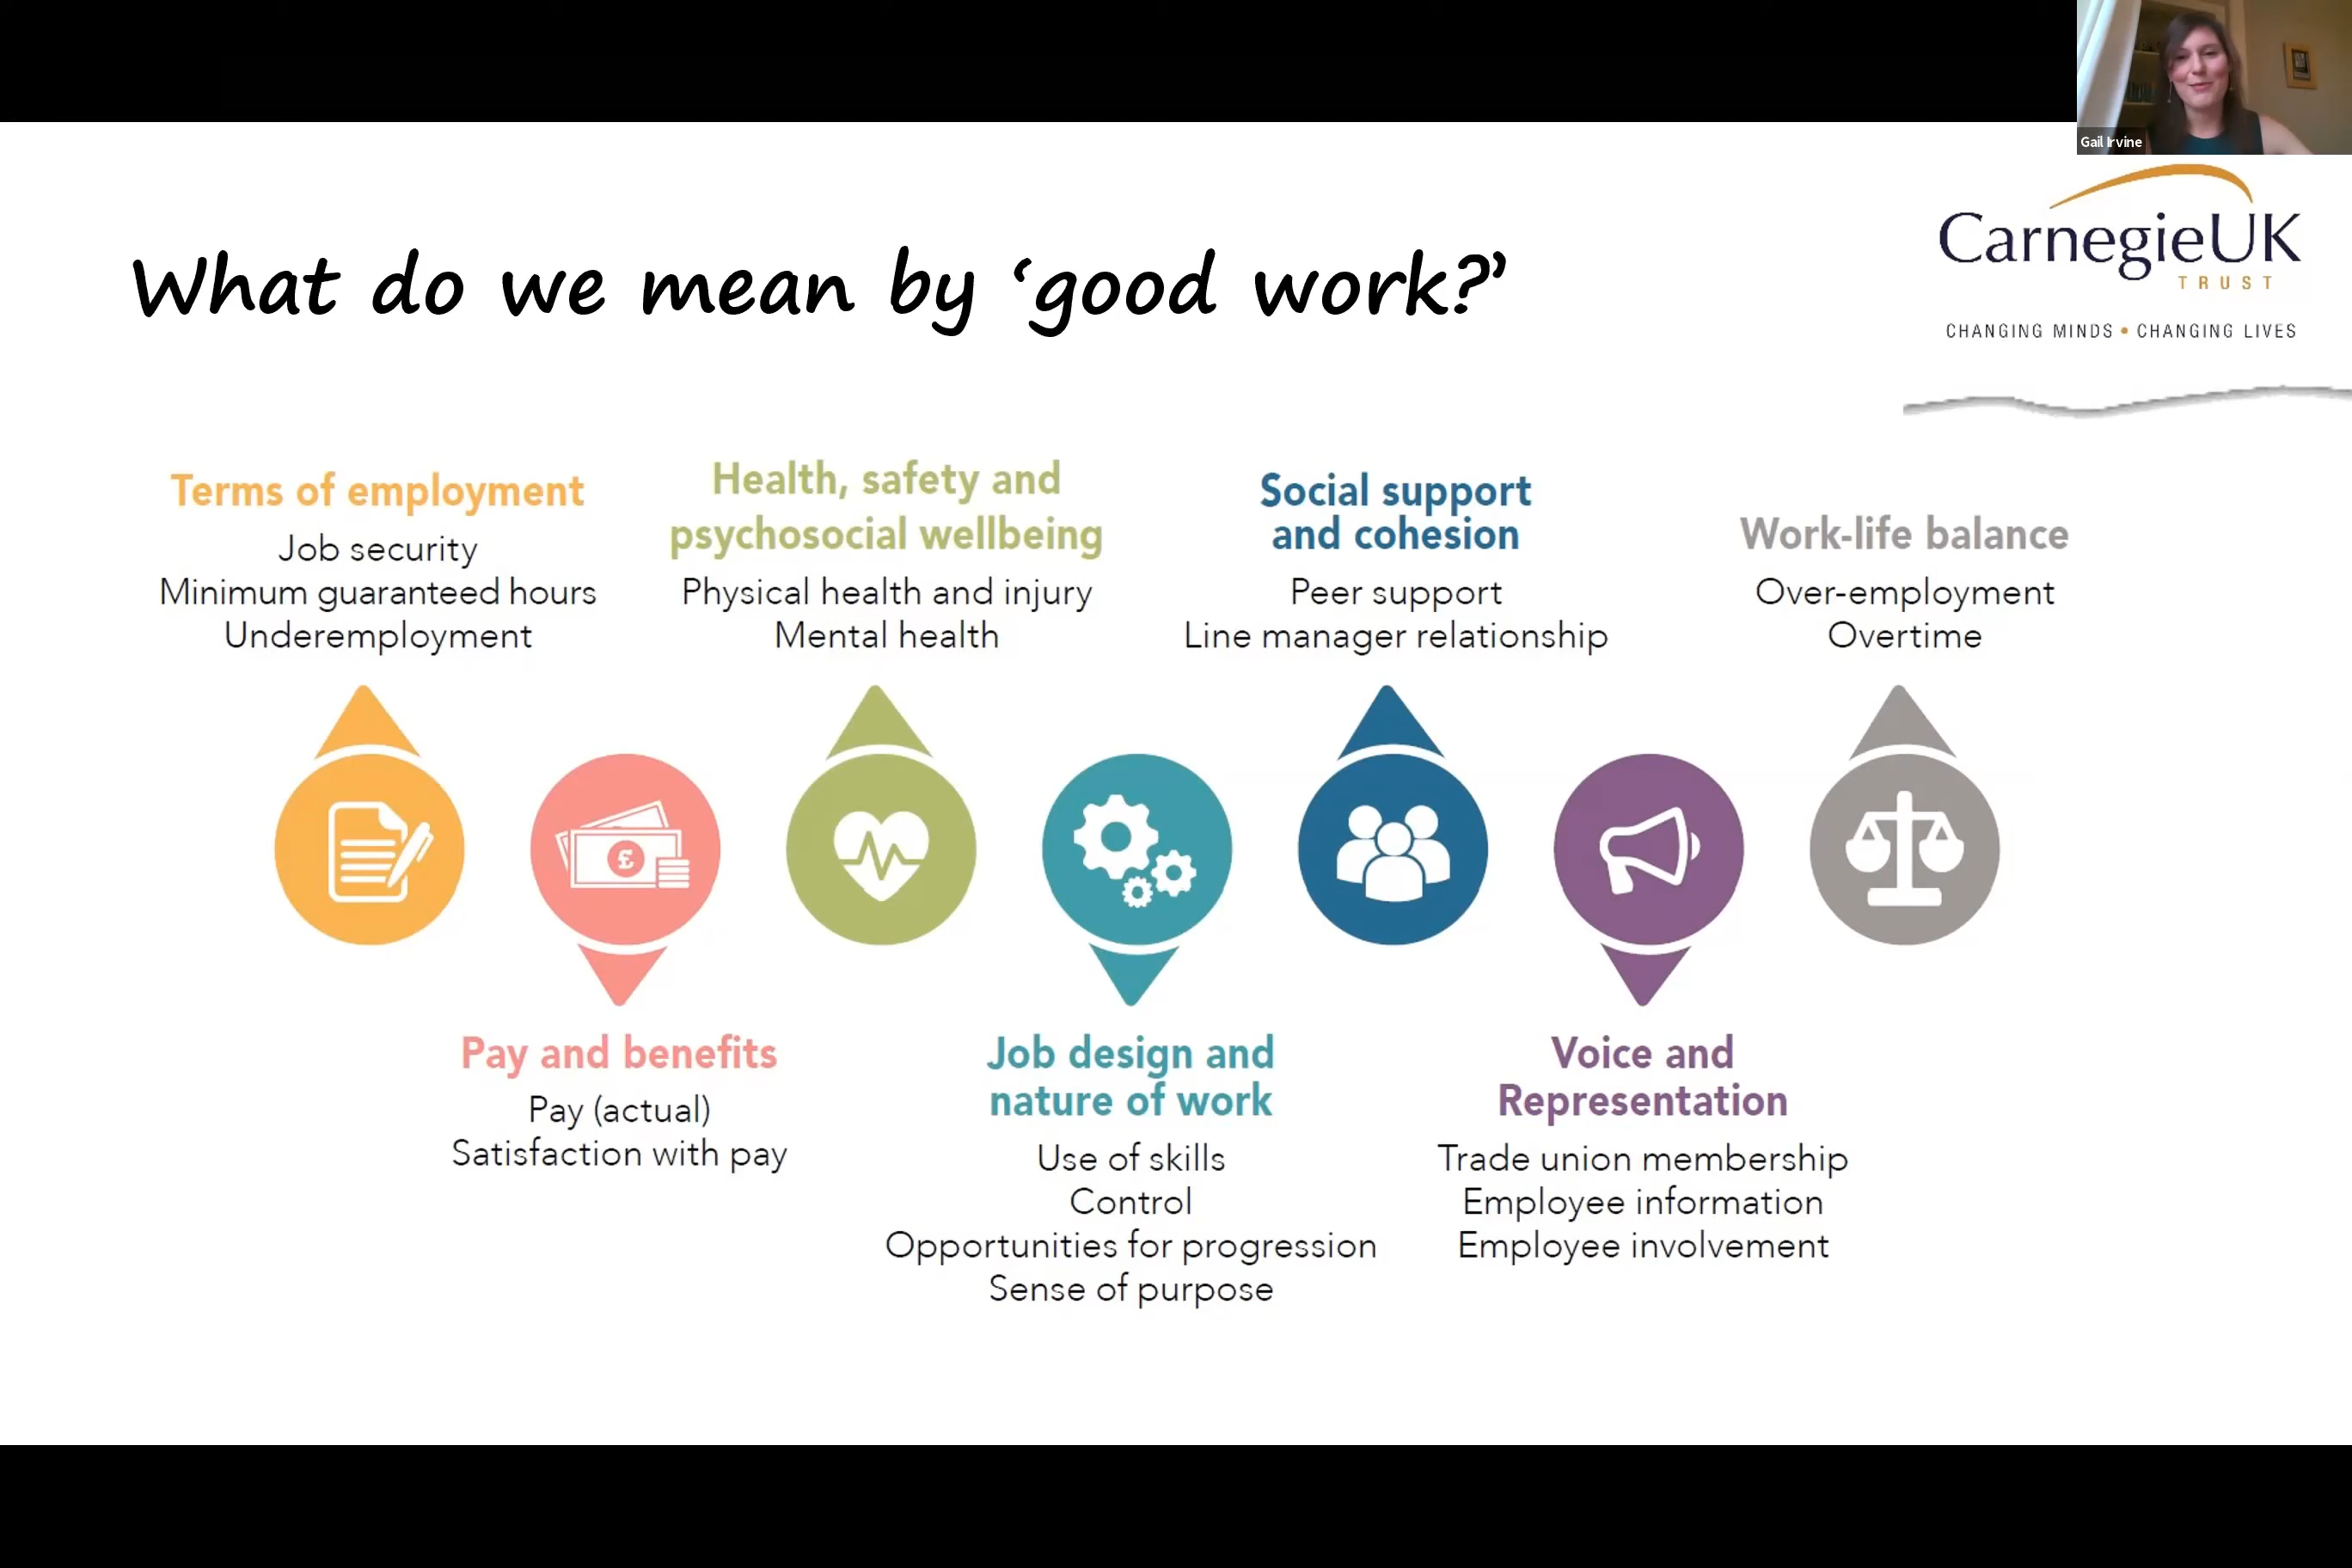 Gail Irvine
CarnegieUK
TRUST
CHANGING MINDS • CHANGING LIVES
What do we mean by ‘good work?’
Terms of employment
Job security
Minimum guaranteed hours
Underemployment
Health, safety and
psychosocial wellbeing
Physical health and injury
Mental health
Social support
and cohesion
Peer support
Line manager relationship
Work-life balance
Over-employment
Overtime
£
Pay and benefits
Pay (actual)
Satisfaction with pay
Job design and
nature of work
Use of skills
Control
Opportunities for progression
Sense of purpose
Voice and
Representation
Trade union membership
Employee information
Employee involvement